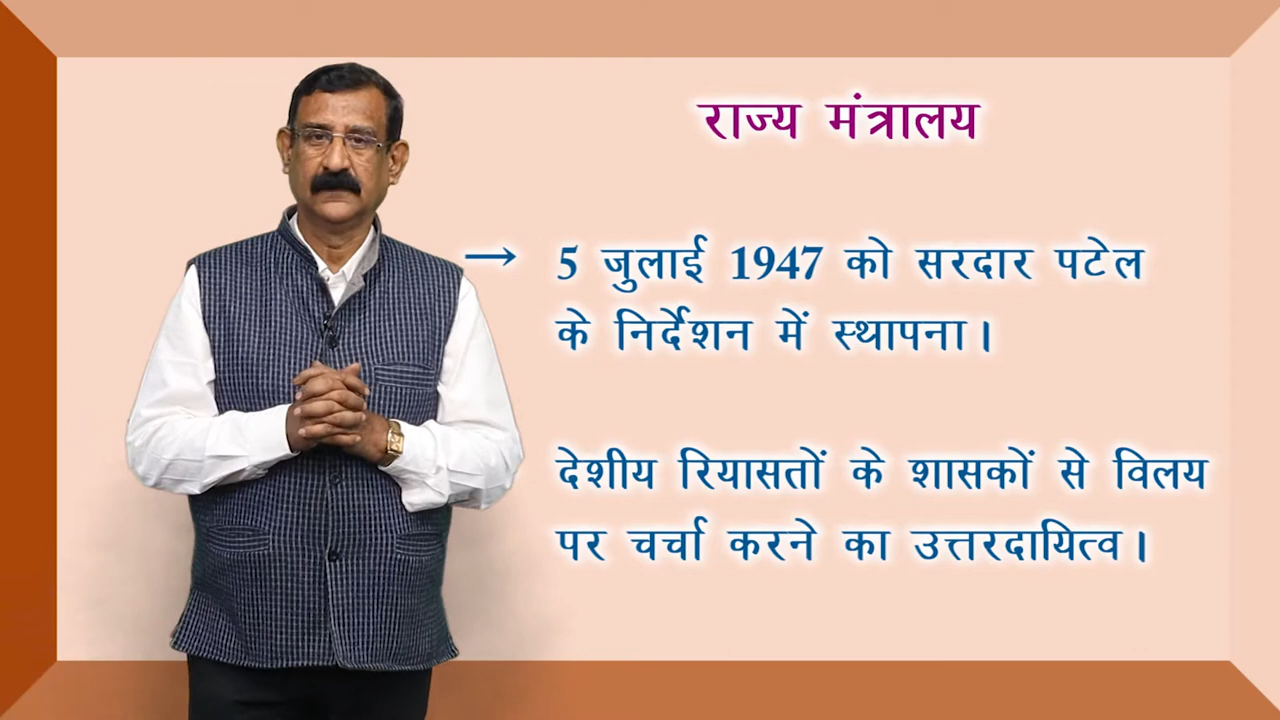 राज्य मंत्रालय
→ 5 जुलाई 1947 को सरदार पटेल
के निर्देशन में स्थापना।
देशीय रियासतों के शासकों से विलय
पर चर्चा करने का उत्तरदायित्व।